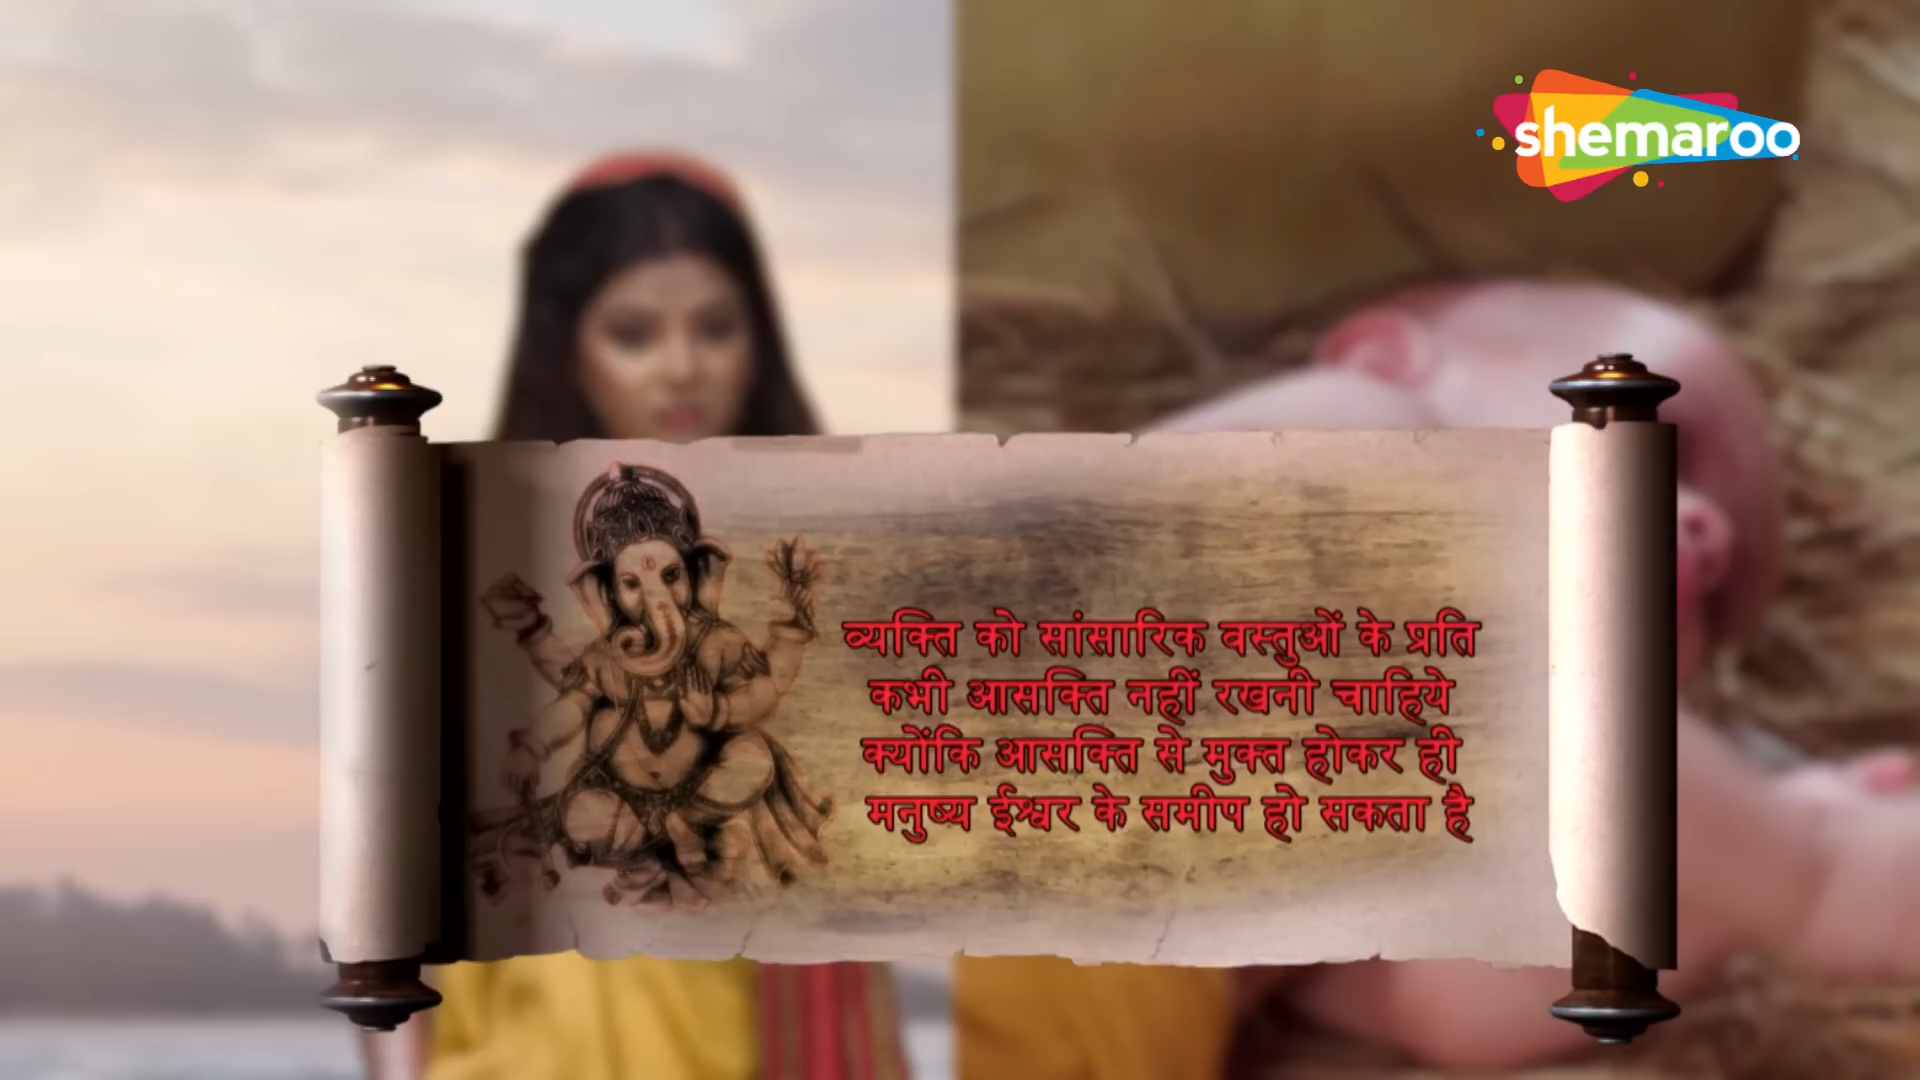 shemaroo
व्यक्ति को सांसारिक वस्तुओं के प्रति
कभी आसक्ति नहीं रखनी चाहिये
क्योंकि आसक्ति से मुक्त होकर ही
मनुष्य ईश्वर के समीप हो सकता है